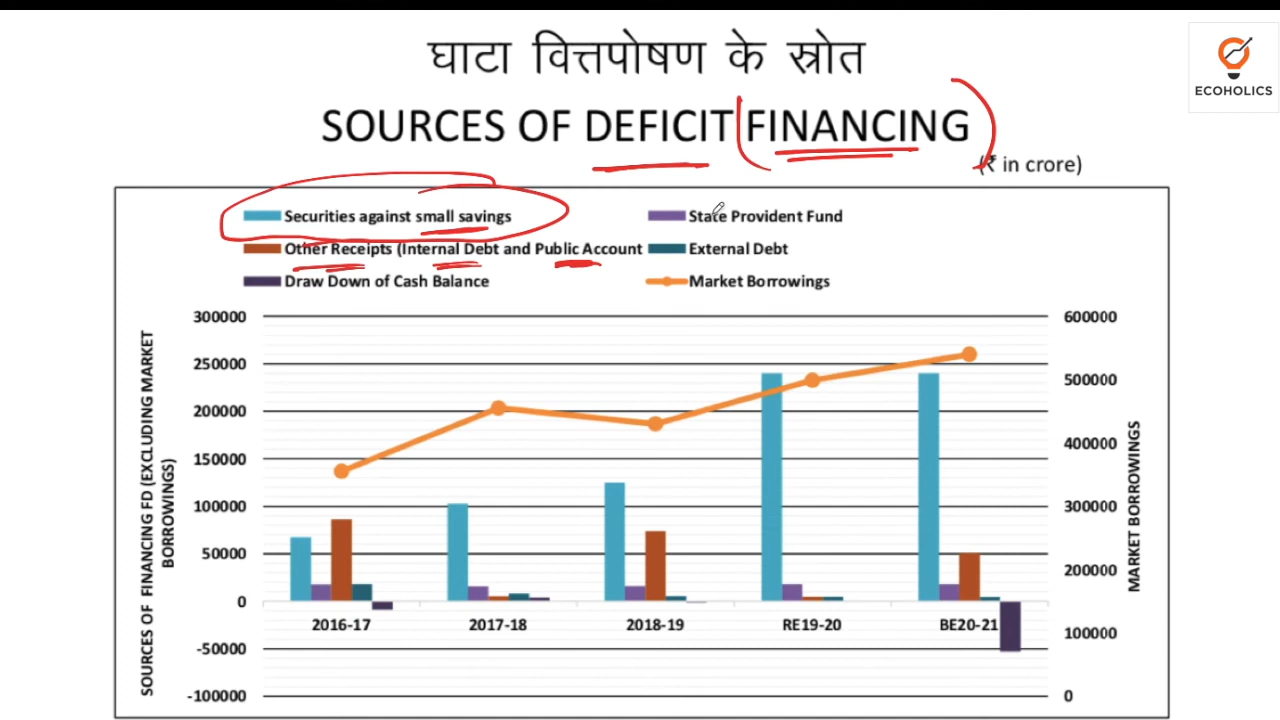 घाटा वित्तपोषण के स्रोत
ECOHOLICS
SOURCES OF DEFICIT FINANCING
(₹ in crore)
Securities against small savings
State Provident Fund
Other Receipts (Internal Debt and Public Account
External Debt
Draw Down of Cash Balance
Market Borrowings
SOURCES OF FINANCING FD (EXCLUDING MARKET
BORROWINGS)
300000
250000
200000
150000
100000
50000
0
-50000
-100000
2016-17
2017-18
2018-19
RE19-20
BE20-21
600000
500000
400000
300000
200000
100000
0
MARKET BORROWINGS